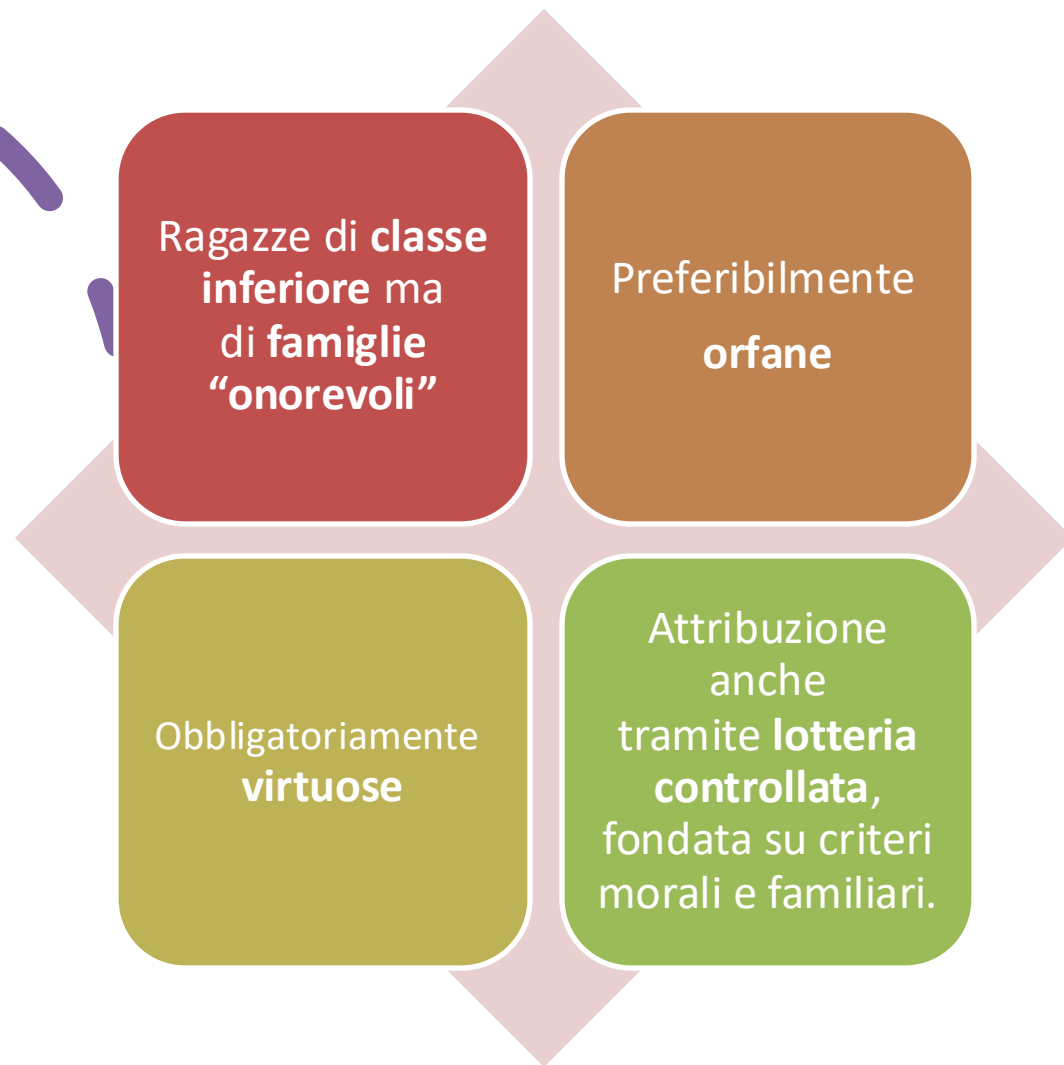 Ragazze di classe
inferiore ma
di famiglie
“onorevoli”
Preferibilmente
orfane
Obbligatoriamente
virtuose
Attribuzione
anche
tramite lotteria
controllata,
fondata su criteri
morali e familiari.